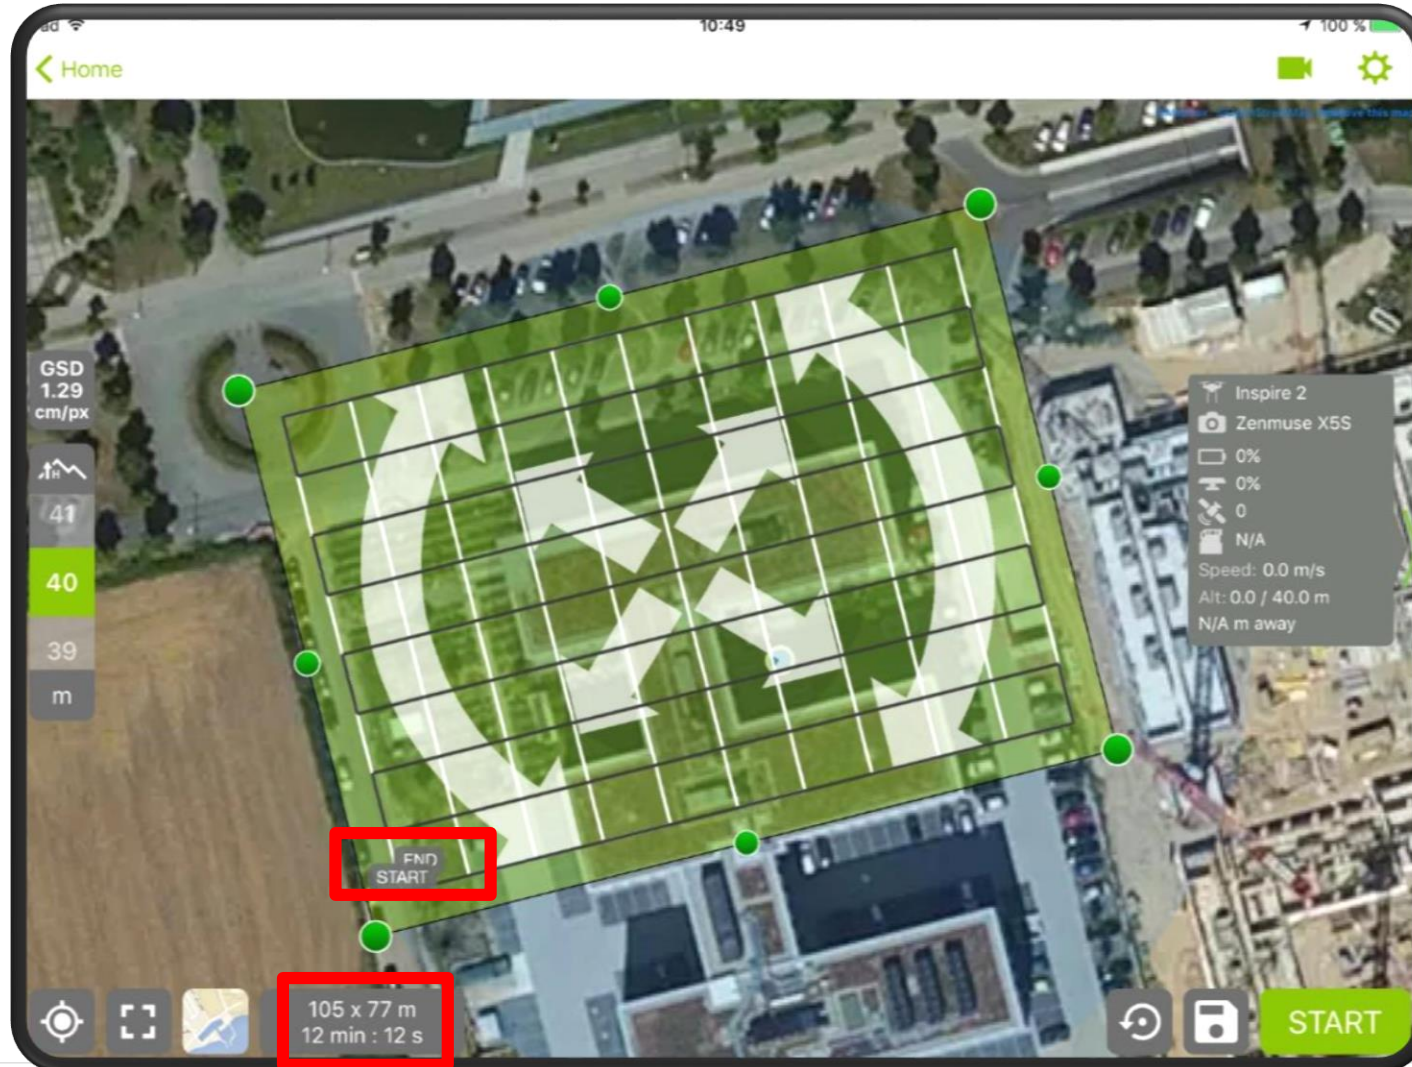 ad
10:49
100 %
Home
GSD
1.29
cm/px
H
41
40
39
m
Inspire 2
Zenmuse X5S
0%
0%
0
N/A
Speed: 0.0 m/s
Alt: 0.0 / 40.0 m
N/A m away
END
START
105 x 77 m
12 min : 12 s
START